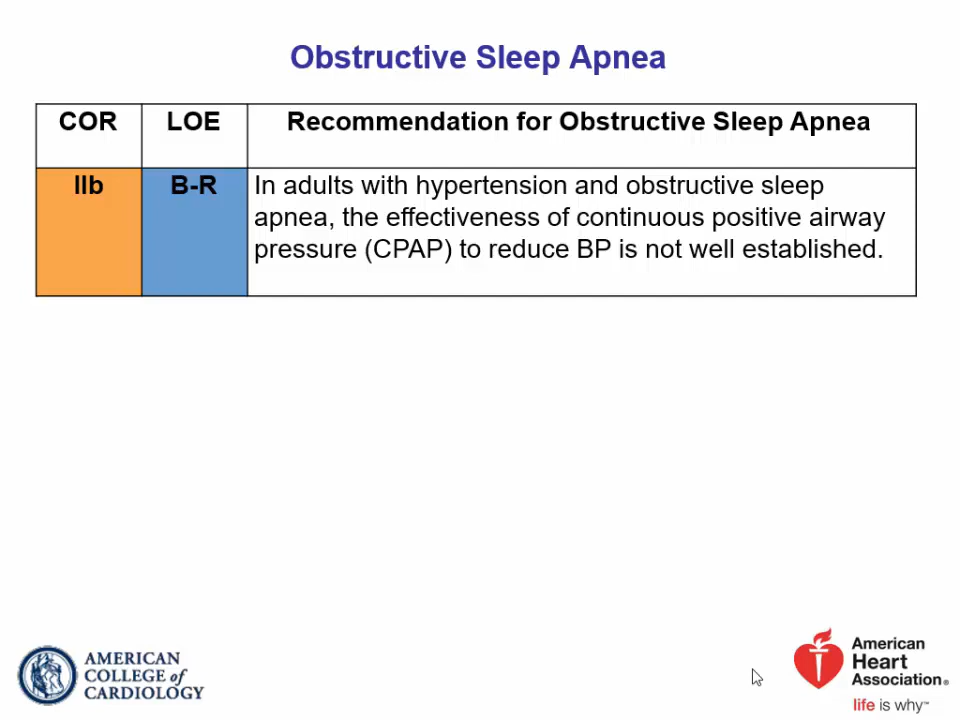 Obstructive Sleep Apnea
COR LOE Recommendation for Obstructive Sleep Apnea
IIb B-R In adults with hypertension and obstructive sleep
apnea, the effectiveness of continuous positive airway
pressure (CPAP) to reduce BP is not well established.
AMERICAN
COLLEGE of
CARDIOLOGY
American
Heart
Association®
life is why™